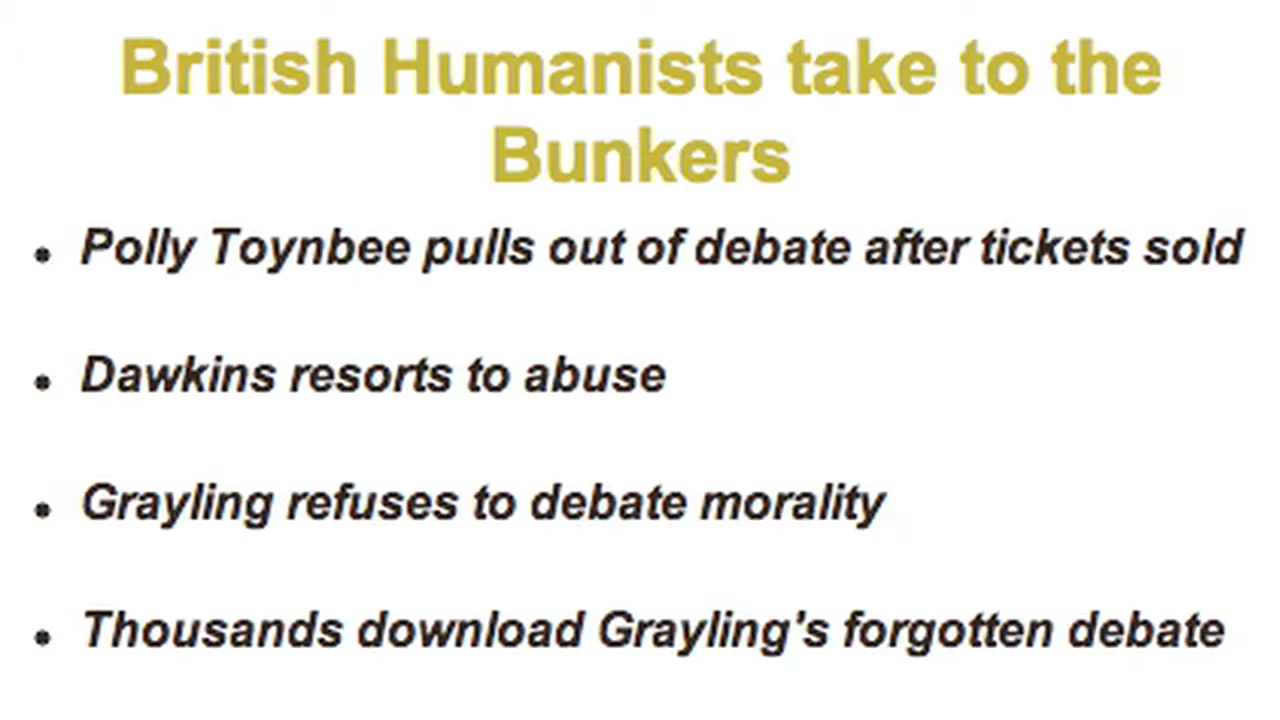 British Humanists take to the
Bunkers
• Polly Toynbee pulls out of debate after tickets sold
• Dawkins resorts to abuse
• Grayling refuses to debate morality
• Thousands download Grayling's forgotten debate